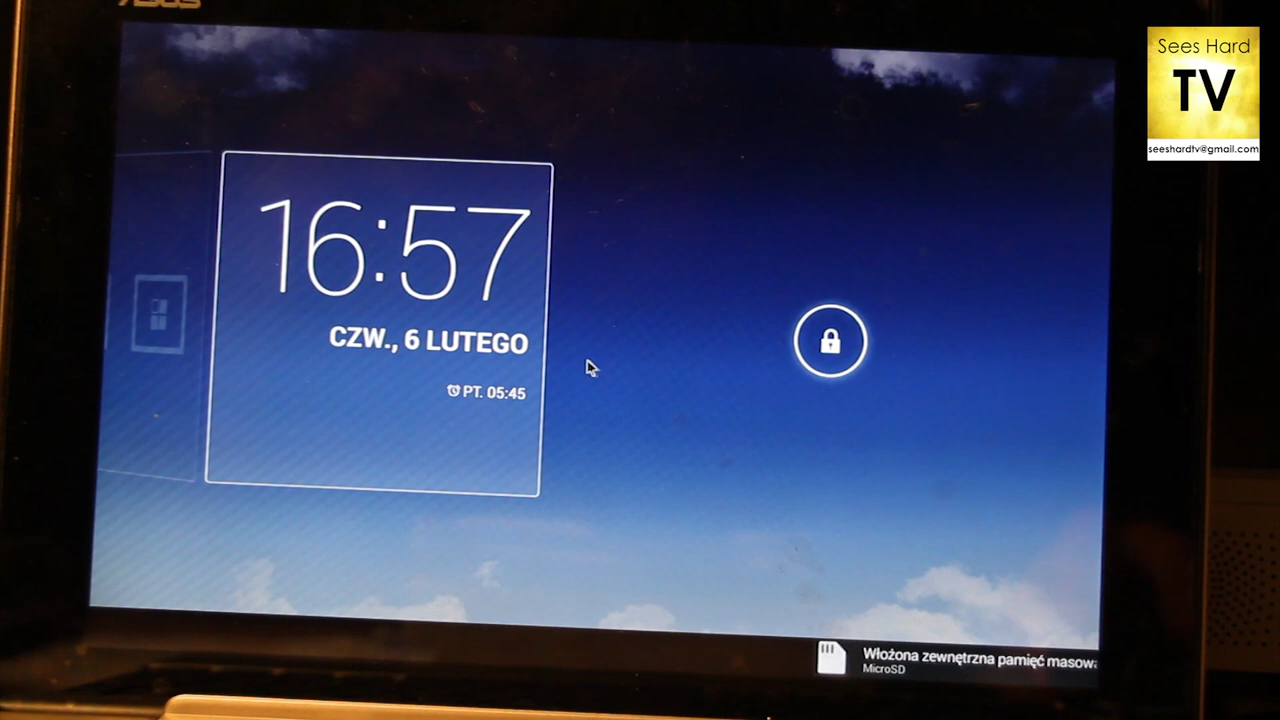 ASUS
Sees Hard
TV
seeshardtv@gmail.com
16:57
CZW., 6 LUTEGO
PT. 05:45
Włożona zewnętrzna pamięć masowa
MicroSD